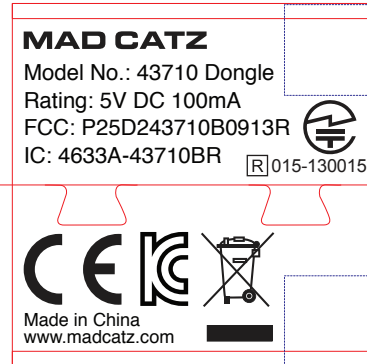 MAD CATZ
Model No.: 43710 Dongle
Rating: 5V DC 100mA
FCC: P25D243710B0913R
IC: 4633A-43710BR
R 015-130015
CE
Made in China
www.madcatz.com